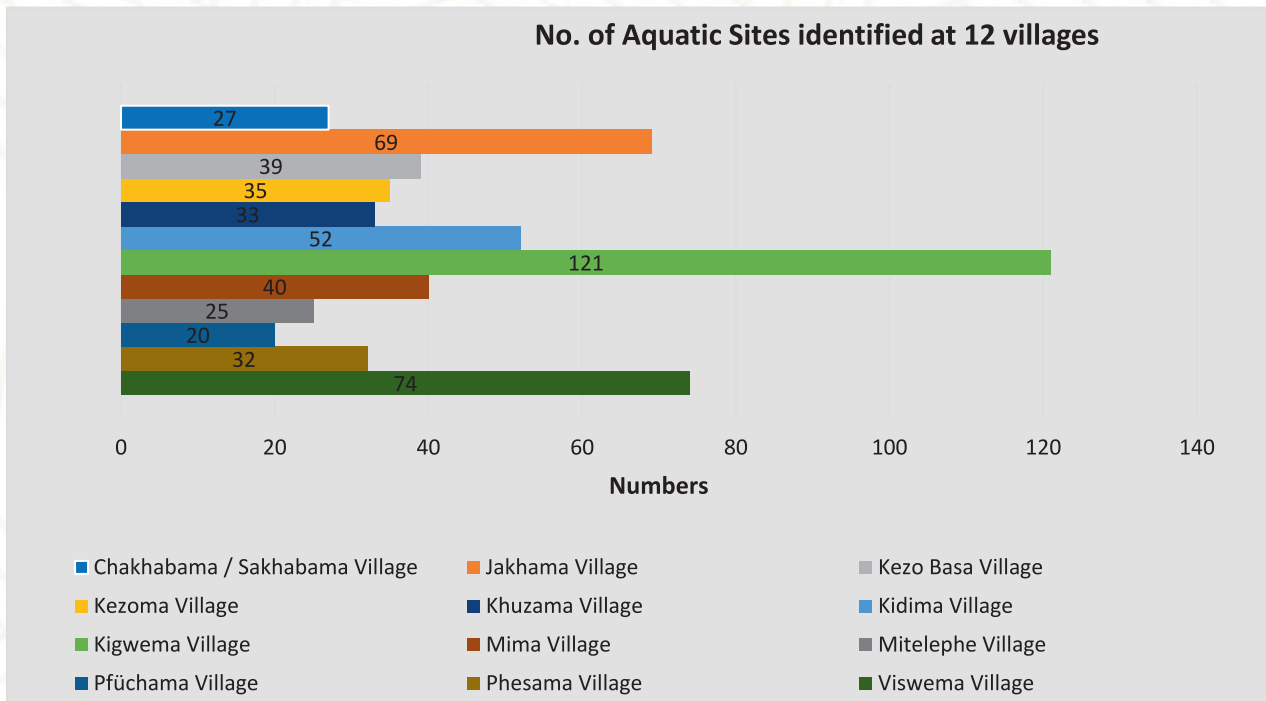 No. of Aquatic Sites identified at 12 villages
27
69
39
35
33
52
121
40
25
20
32
74
0 20 40 60 80 100 120 140
Numbers
Chakhabama / Sakhabama Village Jakhama Village Kezo Basa Village
Kezoma Village Khuzama Village Kidima Village
Kigwema Village Mima Village Mitelephe Village
Pfüchama Village Phesama Village Viswema Village